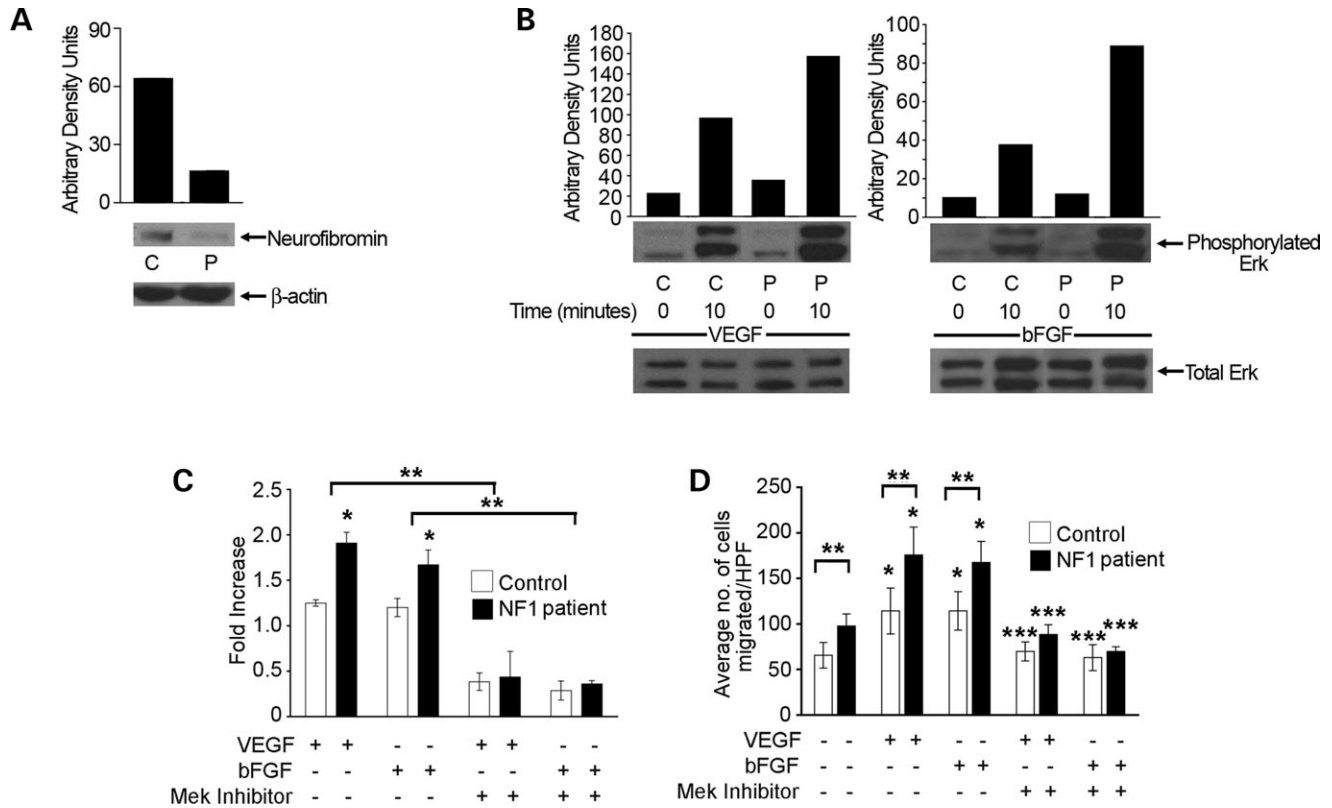 A
Arbitrary Density Units
90
60
30
0
Neurofibromin
C P
β-actin
B
Arbitrary Density Units
180
160
140
120
100
80
60
40
20
0
Arbitrary Density Units
100
80
60
40
20
0
Phosphorylated
Erk
C C P P
C C P P
Time (minutes) 0 10 0 10
0 10 0 10
VEGF
bFGF
Total Erk
C
Fold Increase
2.5
2.0
1.5
1.0
0.5
0
** 
**
* *
Control
NF1 patient
VEGF + + - - + + - -
bFGF - - + + - - + +
Mek Inhibitor - - - - + + + +
D
Average no. of cells
migrated/HPF
250
200
150
100
50
0
** ** **
* * * *
*** *** *** ***
Control
NF1 patient
VEGF - - + + - - + + - -
bFGF - - - - + + - - + +
Mek Inhibitor - - - - - - + + + +